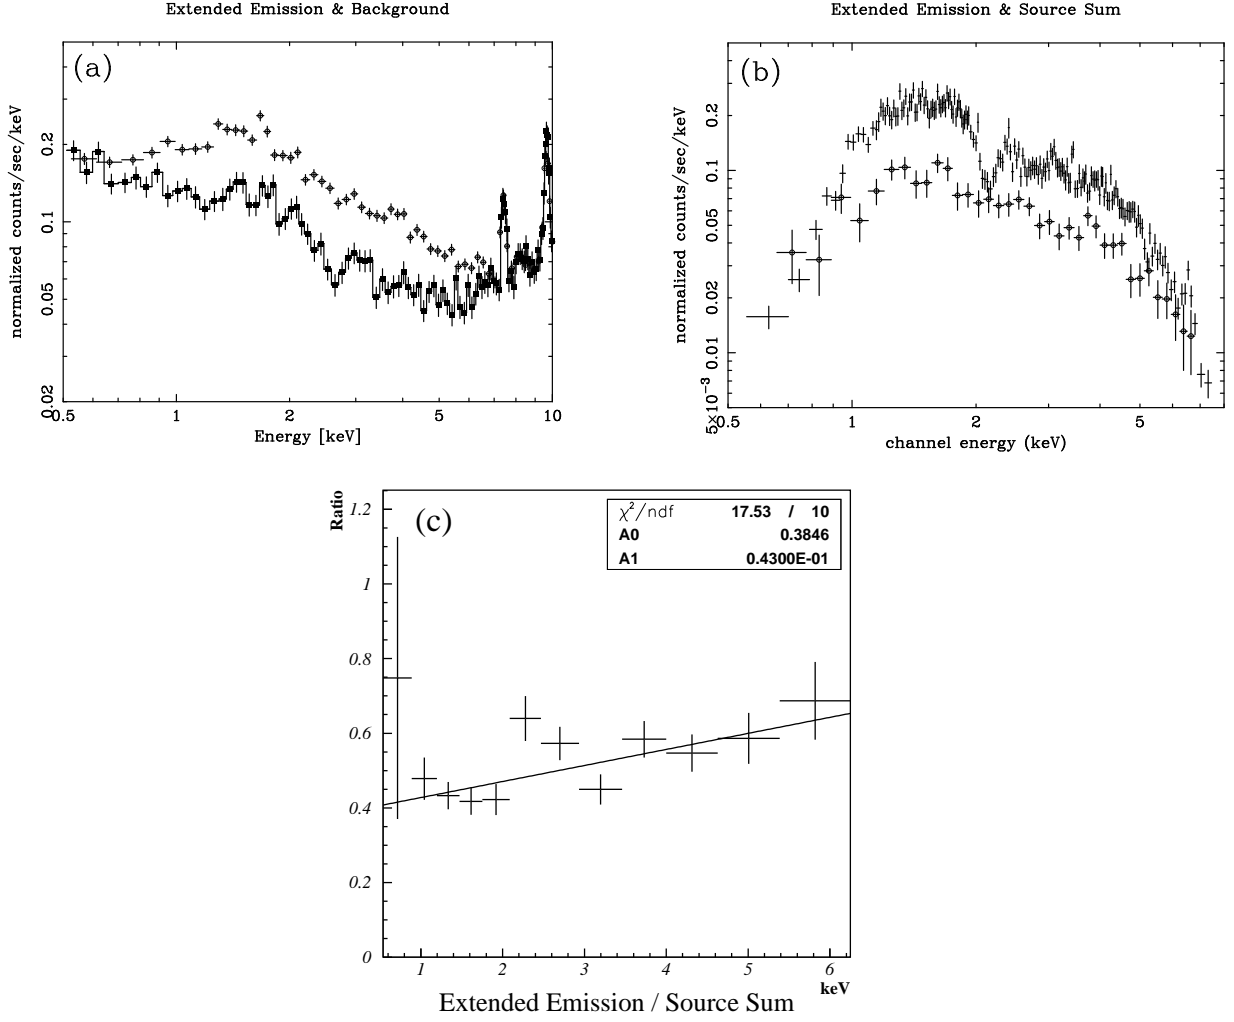 Extended Emission & Background
(a)
normalized counts/sec/keV
0.02
0.05
0.1
0.2
0.5
1
2
5
10
Energy [keV]
Extended Emission & Source Sum
(b)
normalized counts/sec/keV
5×10⁻³
0.01
0.02
0.05
0.1
0.2
0.5
1
2
5
channel energy (keV)
(c)
Ratio
χ²/ndf 17.53 / 10
A0 0.3846
A1 0.4300E-01
1.2
1
0.8
0.6
0.4
0.2
0
1
2
3
4
5
6
keV
Extended Emission / Source Sum